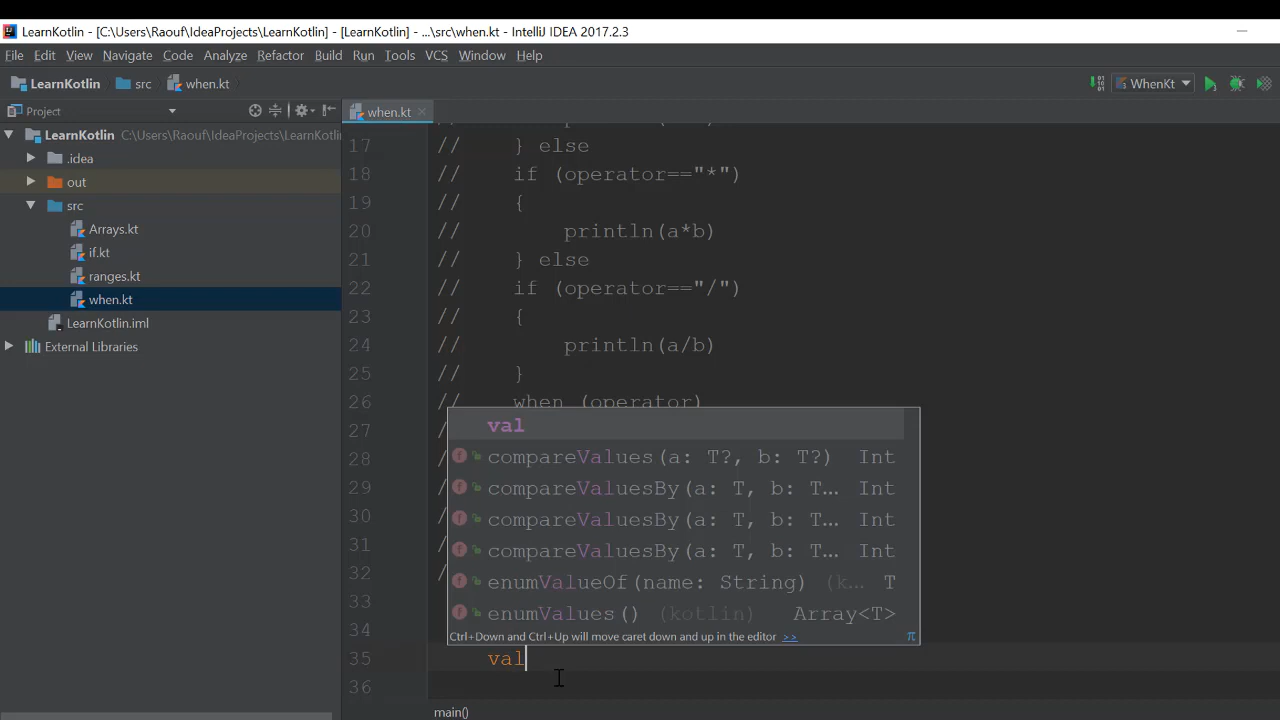 LearnKotlin - [C:\Users\Raouf\IdeaProjects\LearnKotlin] - [LearnKotlin] - ...\src\when.kt - IntelliJ IDEA 2017.2.3
File Edit View Navigate Code Analyze Refactor Build Run Tools VCS Window Help
LearnKotlin src when.kt WhenKt
Project when.kt
LearnKotlin C:\Users\Raouf\IdeaProjects\LearnKotlin
.idea
out
src
Arrays.kt
if.kt
ranges.kt
when.kt
LearnKotlin.iml
External Libraries
17 // } else
18 // if (operator=="*")
19 // {
20 // println(a*b)
21 // } else
22 // if (operator=="/")
23 // {
24 // println(a/b)
25 // }
26 // when (operator)
27 /
28 /
29 /
30 /
31 /
32 /
33
34
35 val
36
val
compareValues(a: T?, b: T?) Int
compareValuesBy(a: T, b: T... Int
compareValuesBy(a: T, b: T... Int
compareValuesBy(a: T, b: T... Int
enumValueOf(name: String) (k... T
enumValues() (kotlin) Array<T>
Ctrl+Down and Ctrl+Up will move caret down and up in the editor >> π
main()